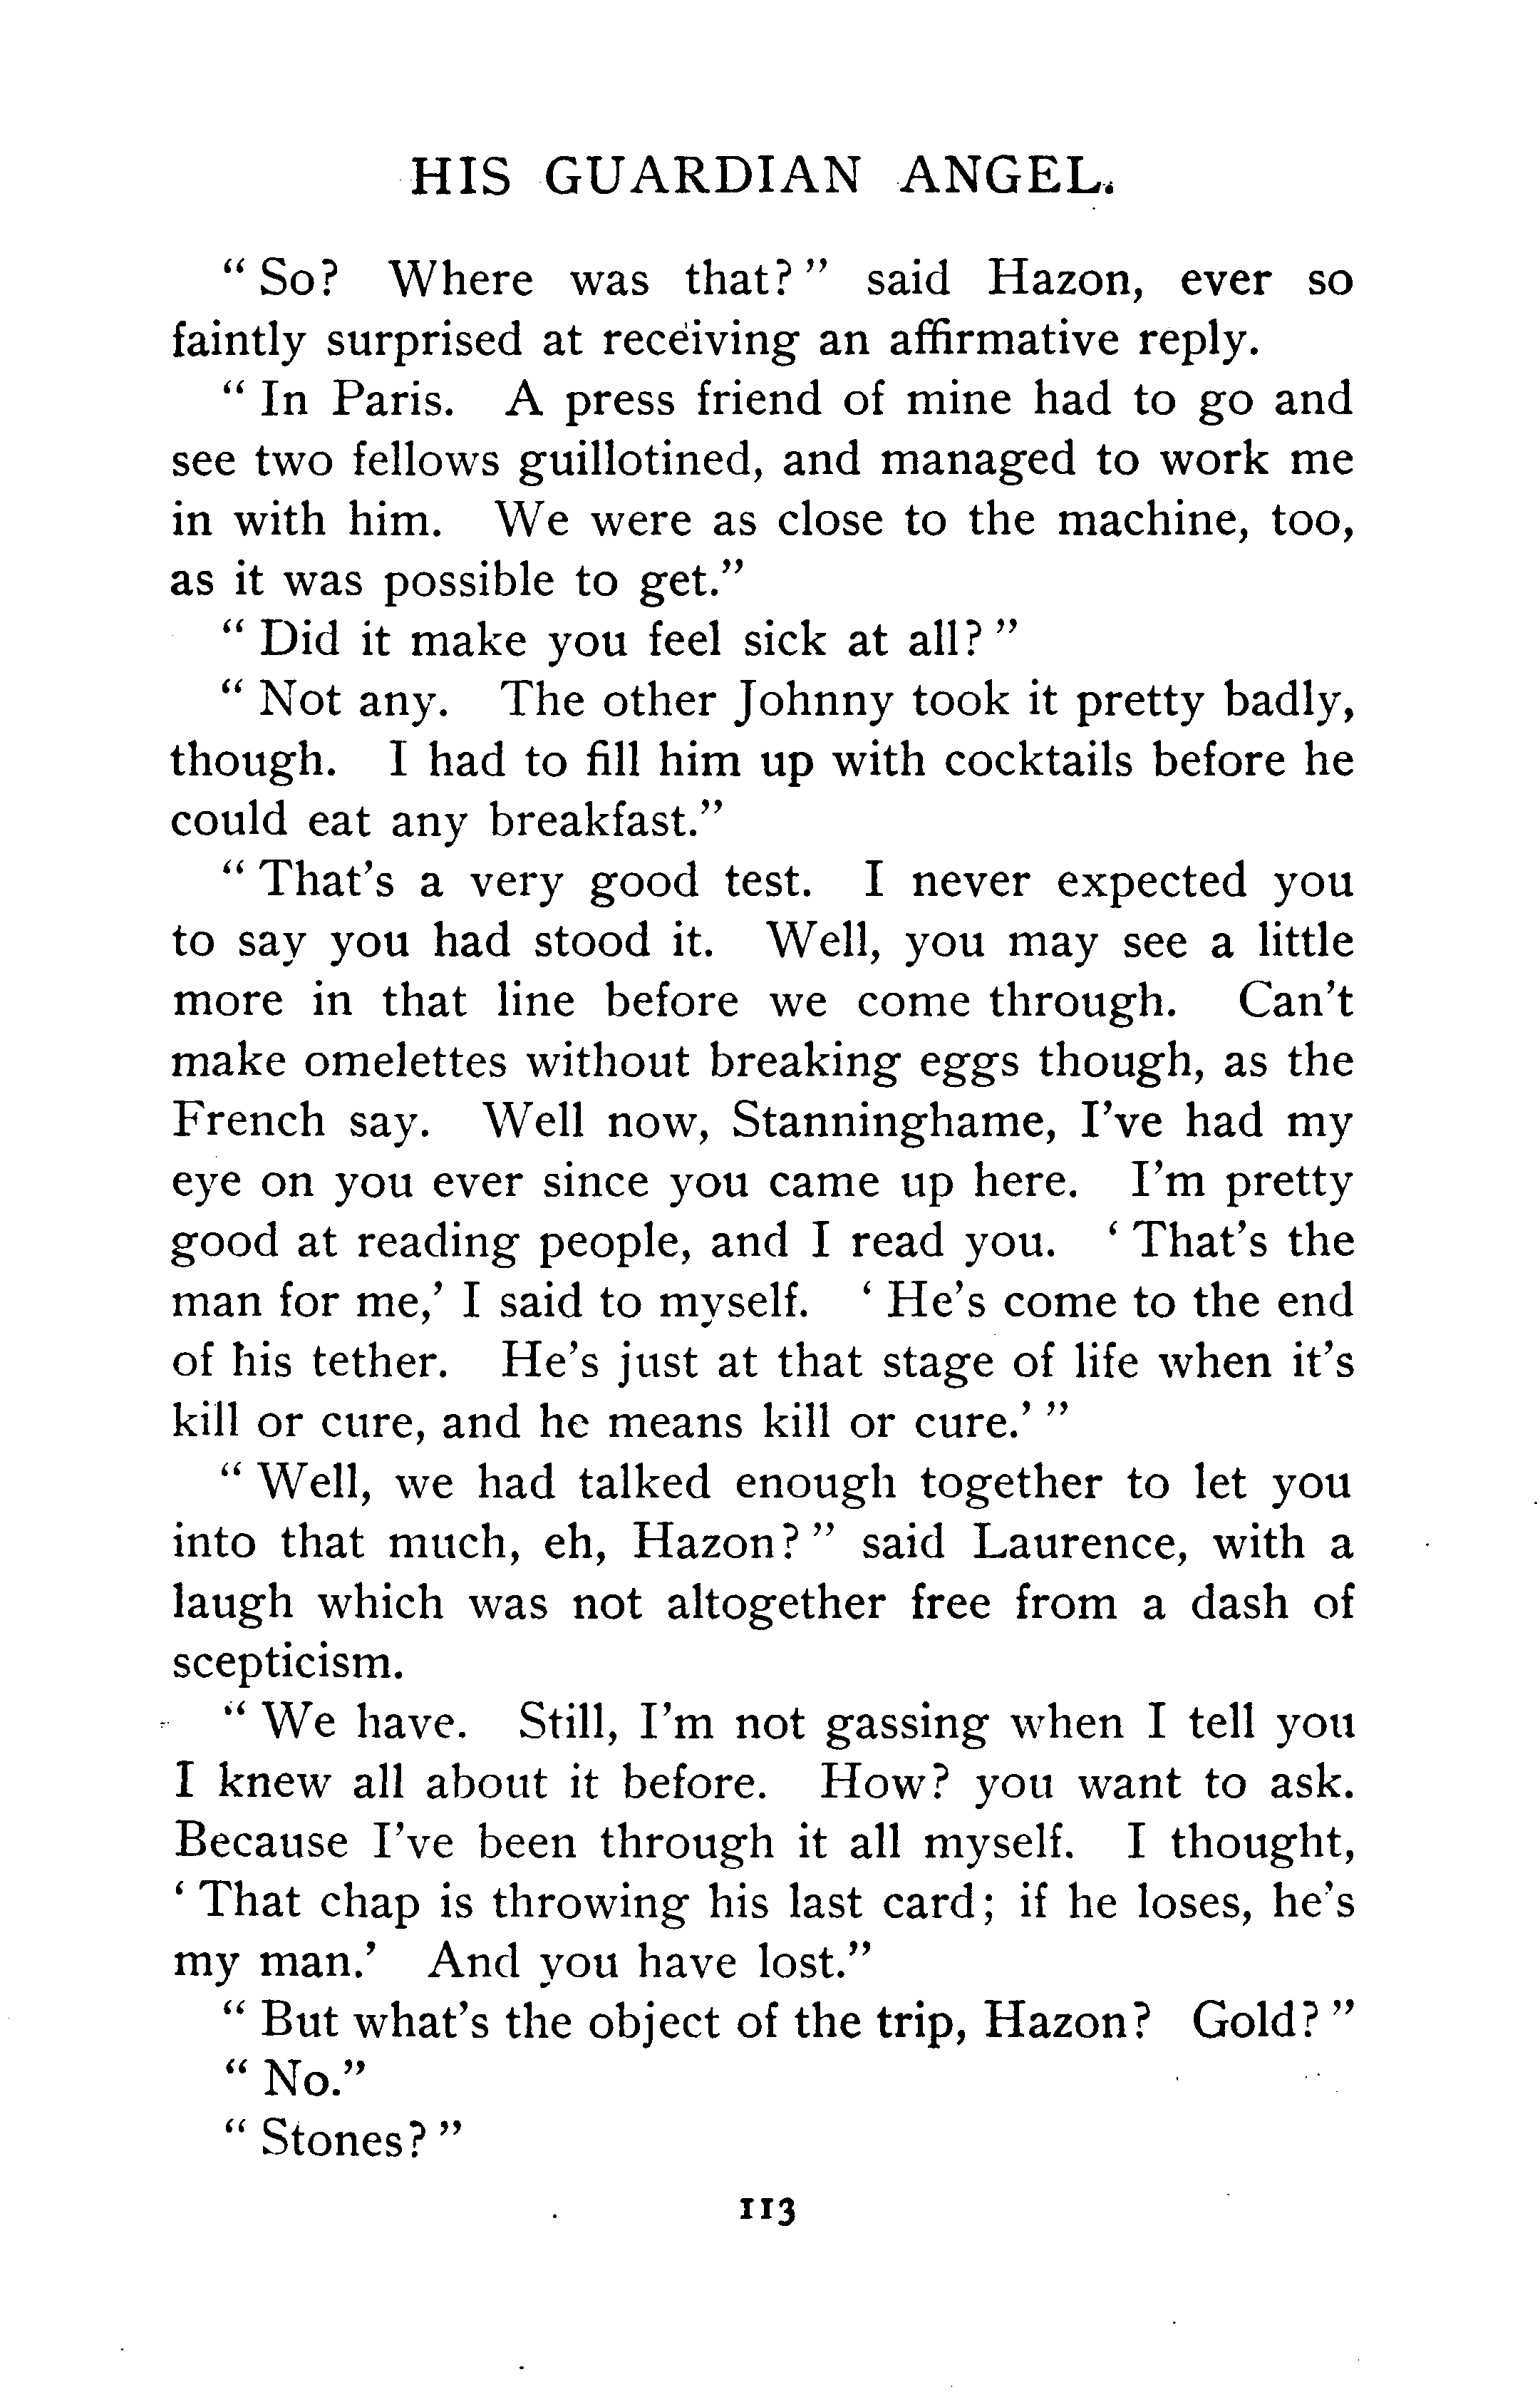 HIS GUARDIAN ANGEL.
“So? Where was that?” said Hazon, ever so
faintly surprised at receiving an affirmative reply.
“In Paris. A press friend of mine had to go and
see two fellows guillotined, and managed to work me
in with him. We were as close to the machine, too,
as it was possible to get.”
“Did it make you feel sick at all?”
“Not any. The other Johnny took it pretty badly,
though. I had to fill him up with cocktails before he
could eat any breakfast.”
“That’s a very good test. I never expected you
to say you had stood it. Well, you may see a little
more in that line before we come through. Can’t
make omelettes without breaking eggs though, as the
French say. Well now, Stanninghame, I’ve had my
eye on you ever since you came up here. I’m pretty
good at reading people, and I read you. ‘That’s the
man for me,’ I said to myself. ‘He’s come to the end
of his tether. He’s just at that stage of life when it’s
kill or cure, and he means kill or cure.’”
“Well, we had talked enough together to let you
into that much, eh, Hazon?” said Laurence, with a
laugh which was not altogether free from a dash of
scepticism.
“We have. Still, I’m not gassing when I tell you
I knew all about it before. How? you want to ask.
Because I’ve been through it all myself. I thought,
‘That chap is throwing his last card; if he loses, he’s
my man.’ And you have lost.”
“But what’s the object of the trip, Hazon? Gold?”
“No.”
“Stones?”
113